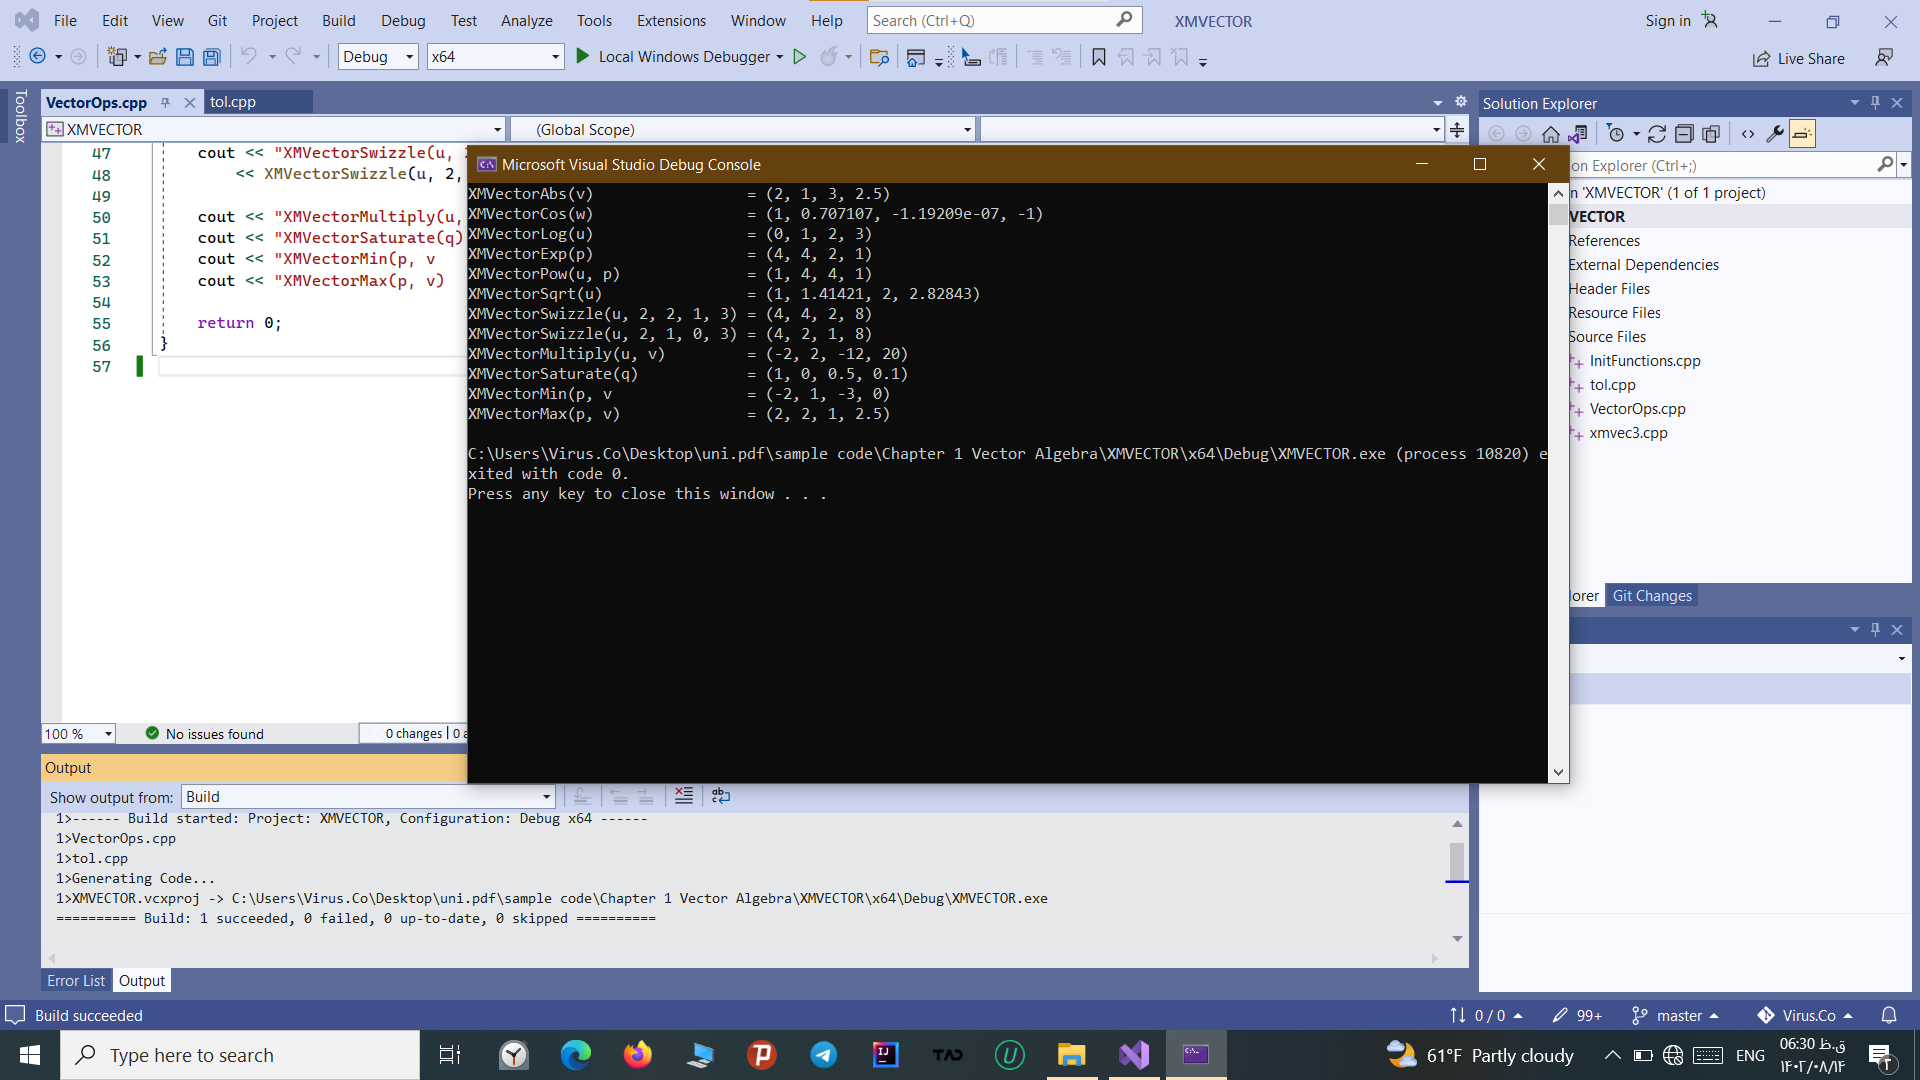 File Edit View Git Project Build Debug Test Analyze Tools Extensions Window Help Search (Ctrl+Q) XMVECTOR Sign in
Debug x64 Local Windows Debugger Live Share
Toolbox
VectorOps.cpp tol.cpp
XMVECTOR (Global Scope)
47 cout << "XMVectorSwizzle(u,
48 << XMVectorSwizzle(u, 2,
49
50 cout << "XMVectorMultiply(u,
51 cout << "XMVectorSaturate(q)
52 cout << "XMVectorMin(p, v
53 cout << "XMVectorMax(p, v)
54
55 return 0;
56 }
57
Microsoft Visual Studio Debug Console
XMVectorAbs(v) = (2, 1, 3, 2.5)
XMVectorCos(w) = (1, 0.707107, -1.19209e-07, -1)
XMVectorLog(u) = (0, 1, 2, 3)
XMVectorExp(p) = (4, 4, 2, 1)
XMVectorPow(u, p) = (1, 4, 4, 1)
XMVectorSqrt(u) = (1, 1.41421, 2, 2.82843)
XMVectorSwizzle(u, 2, 2, 1, 3) = (4, 4, 2, 8)
XMVectorSwizzle(u, 2, 1, 0, 3) = (4, 2, 1, 8)
XMVectorMultiply(u, v) = (-2, 2, -12, 20)
XMVectorSaturate(q) = (1, 0, 0.5, 0.1)
XMVectorMin(p, v = (-2, 1, -3, 0)
XMVectorMax(p, v) = (2, 2, 1, 2.5)
C:\Users\Virus.Co\Desktop\uni.pdf\sample code\Chapter 1 Vector Algebra\XMVECTOR\x64\Debug\XMVECTOR.exe (process 10820) e
xited with code 0.
Press any key to close this window . . .
Solution Explorer
on Explorer (Ctrl+;)
n 'XMVECTOR' (1 of 1 project)
VECTOR
References
External Dependencies
Header Files
Resource Files
Source Files
InitFunctions.cpp
tol.cpp
VectorOps.cpp
xmvec3.cpp
lorer Git Changes
100 % No issues found 0 changes | 0 a
Output
Show output from: Build
1>------ Build started: Project: XMVECTOR, Configuration: Debug x64 ------
1>VectorOps.cpp
1>tol.cpp
1>Generating Code...
1>XMVECTOR.vcxproj -> C:\Users\Virus.Co\Desktop\uni.pdf\sample code\Chapter 1 Vector Algebra\XMVECTOR\x64\Debug\XMVECTOR.exe
========== Build: 1 succeeded, 0 failed, 0 up-to-date, 0 skipped ==========
Error List Output
Build succeeded 0 / 0 99+ master Virus.Co
Type here to search TAD 61°F Partly cloudy ENG
06:30 ق.ظ
۱۴۰۲/۰۸/۱۴